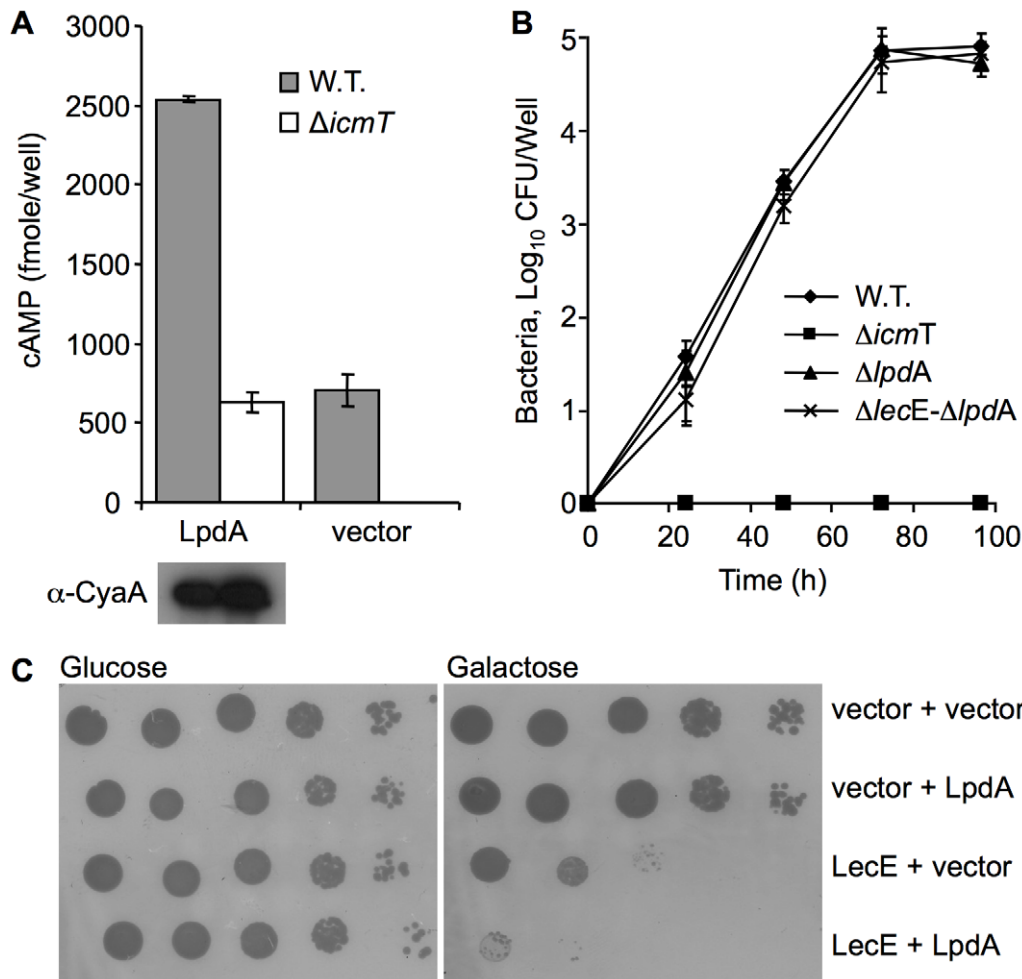 A
cAMP (fmole/well)
3000
2500
2000
1500
1000
500
0
W.T.
ΔicmT
LpdA
vector
α-CyaA
B
Bacteria, Log10 CFU/Well
5
4
3
2
1
0
W.T.
ΔicmT
ΔlpdA
ΔlecE-ΔlpdA
0
20
40
60
80
100
Time (h)
C
Glucose
Galactose
vector + vector
vector + LpdA
LecE + vector
LecE + LpdA